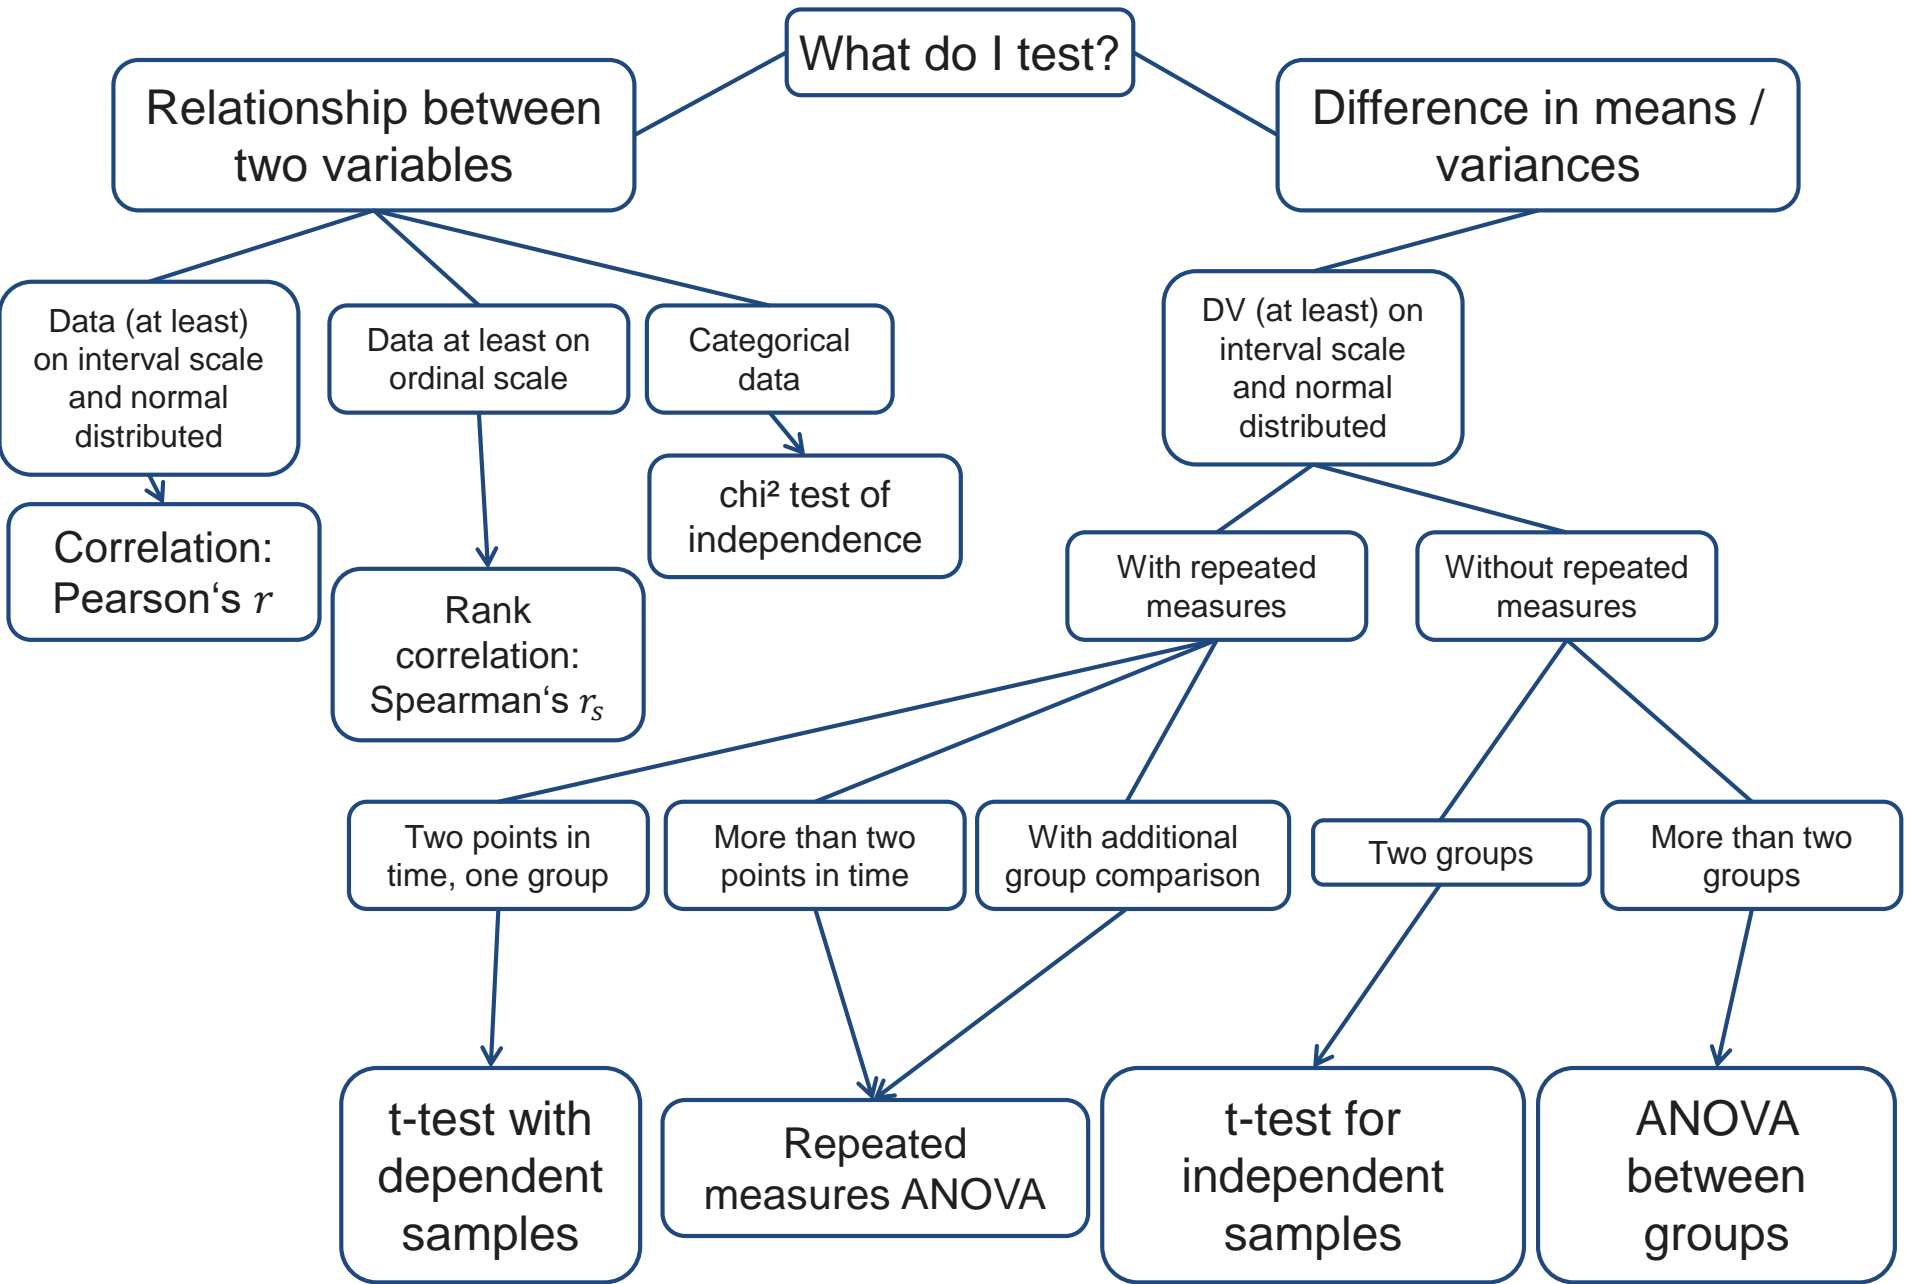 What do I test?
Relationship between
two variables
Difference in means /
variances
Data (at least)
on interval scale
and normal
distributed
Data at least on
ordinal scale
Categorical
data
DV (at least) on
interval scale
and normal
distributed
Correlation:
Pearson‘s r
Rank
correlation:
Spearman‘s rₛ
chi² test of
independence
With repeated
measures
Without repeated
measures
Two points in
time, one group
More than two
points in time
With additional
group comparison
Two groups
More than two
groups
t-test with
dependent
samples
Repeated
measures ANOVA
t-test for
independent
samples
ANOVA
between
groups